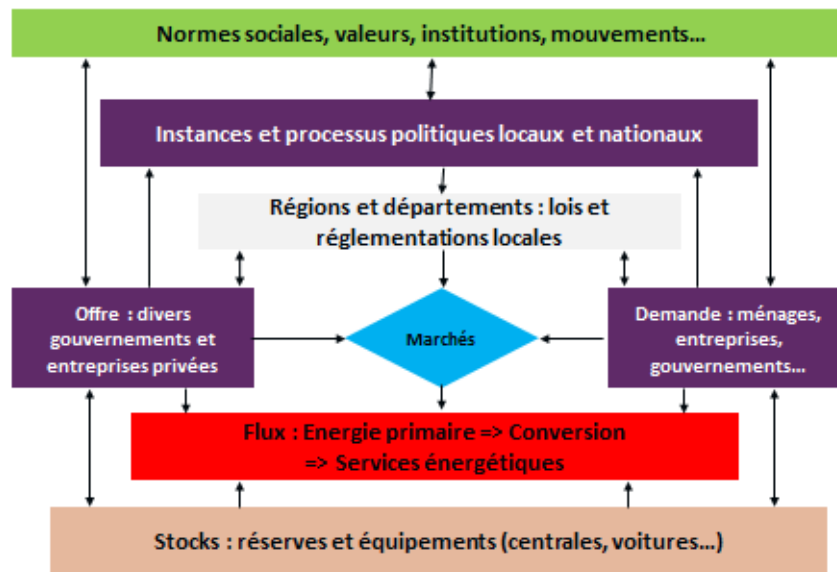 Normes sociales, valeurs, institutions, mouvements…
Instances et processus politiques locaux et nationaux
Régions et départements : lois et
réglementations locales
Offre : divers
gouvernements et
entreprises privées
Marchés
Demande : ménages,
entreprises,
gouvernements…
Flux : Energie primaire => Conversion
=> Services énergétiques
Stocks : réserves et équipements (centrales, voitures…)